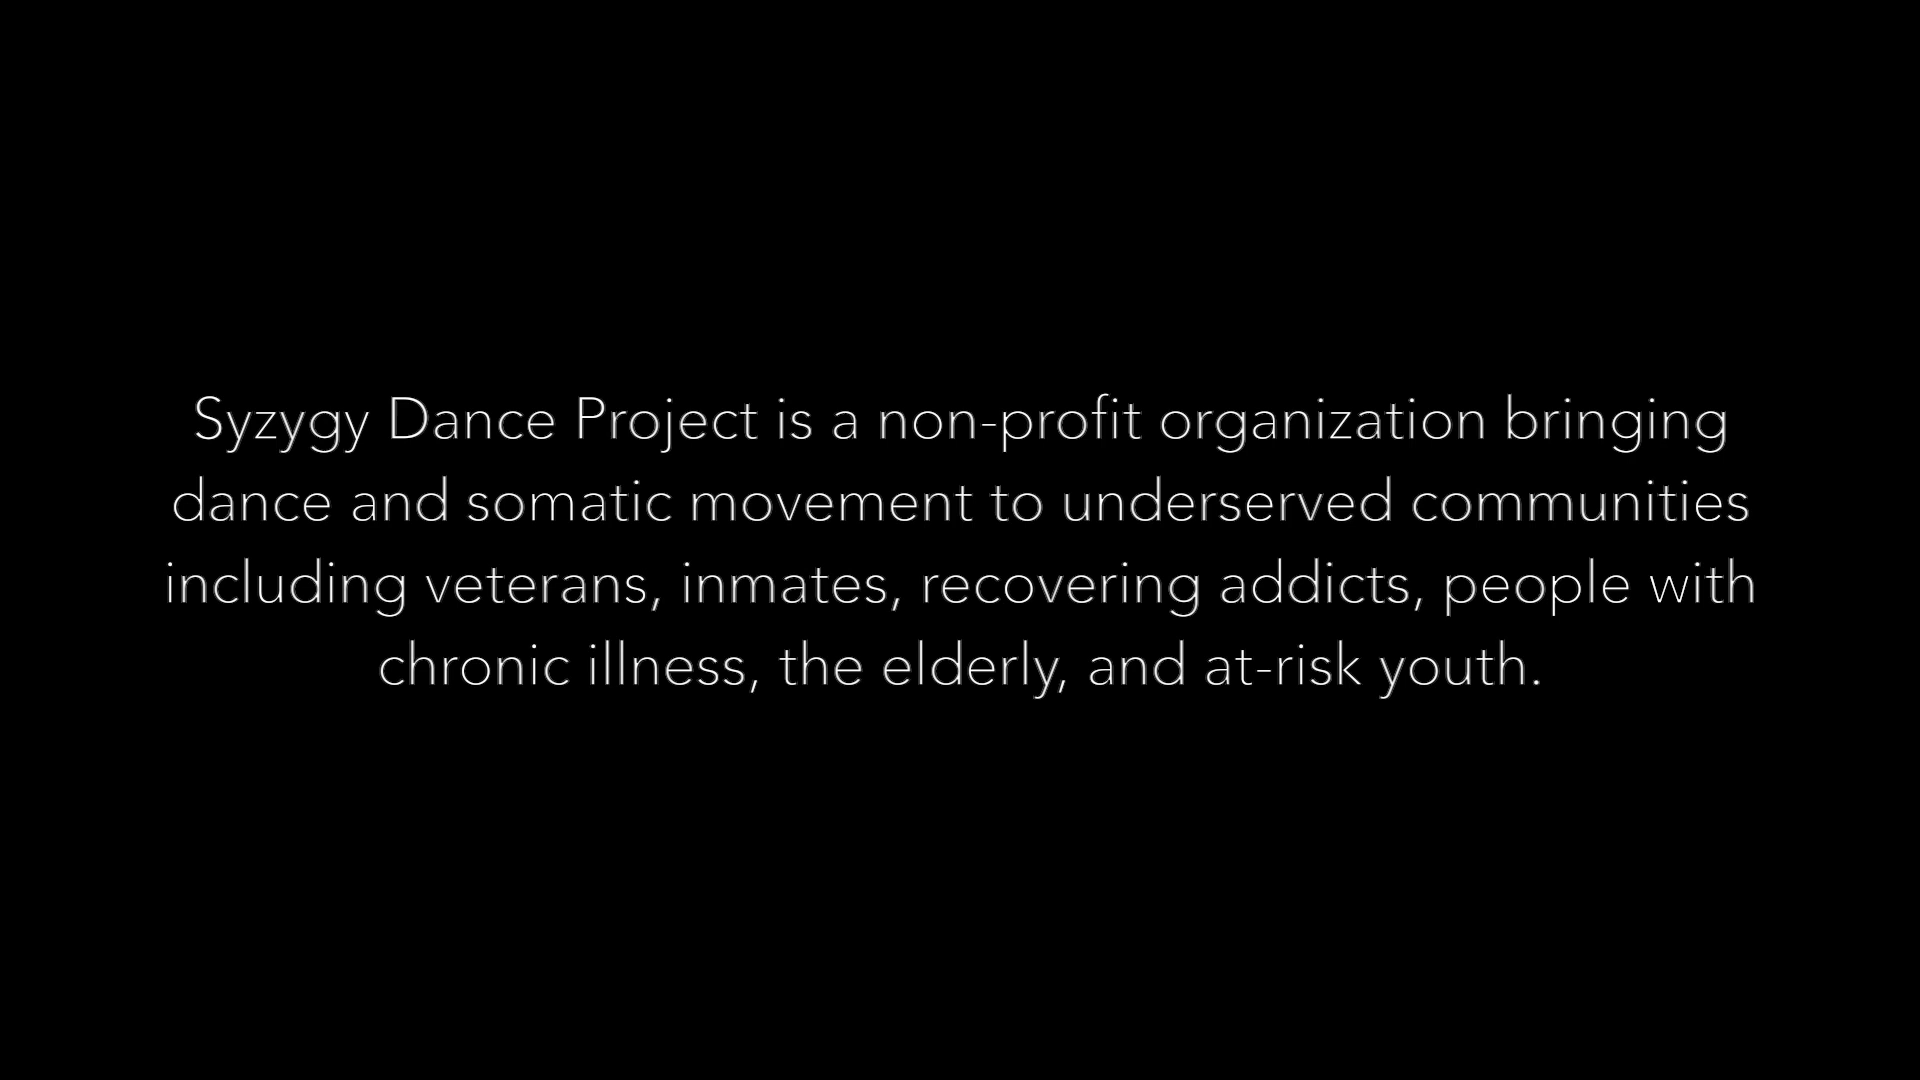 Syzygy Dance Project is a non-profit organization bringing
dance and somatic movement to underserved communities
including veterans, inmates, recovering addicts, people with
chronic illness, the elderly, and at-risk youth.